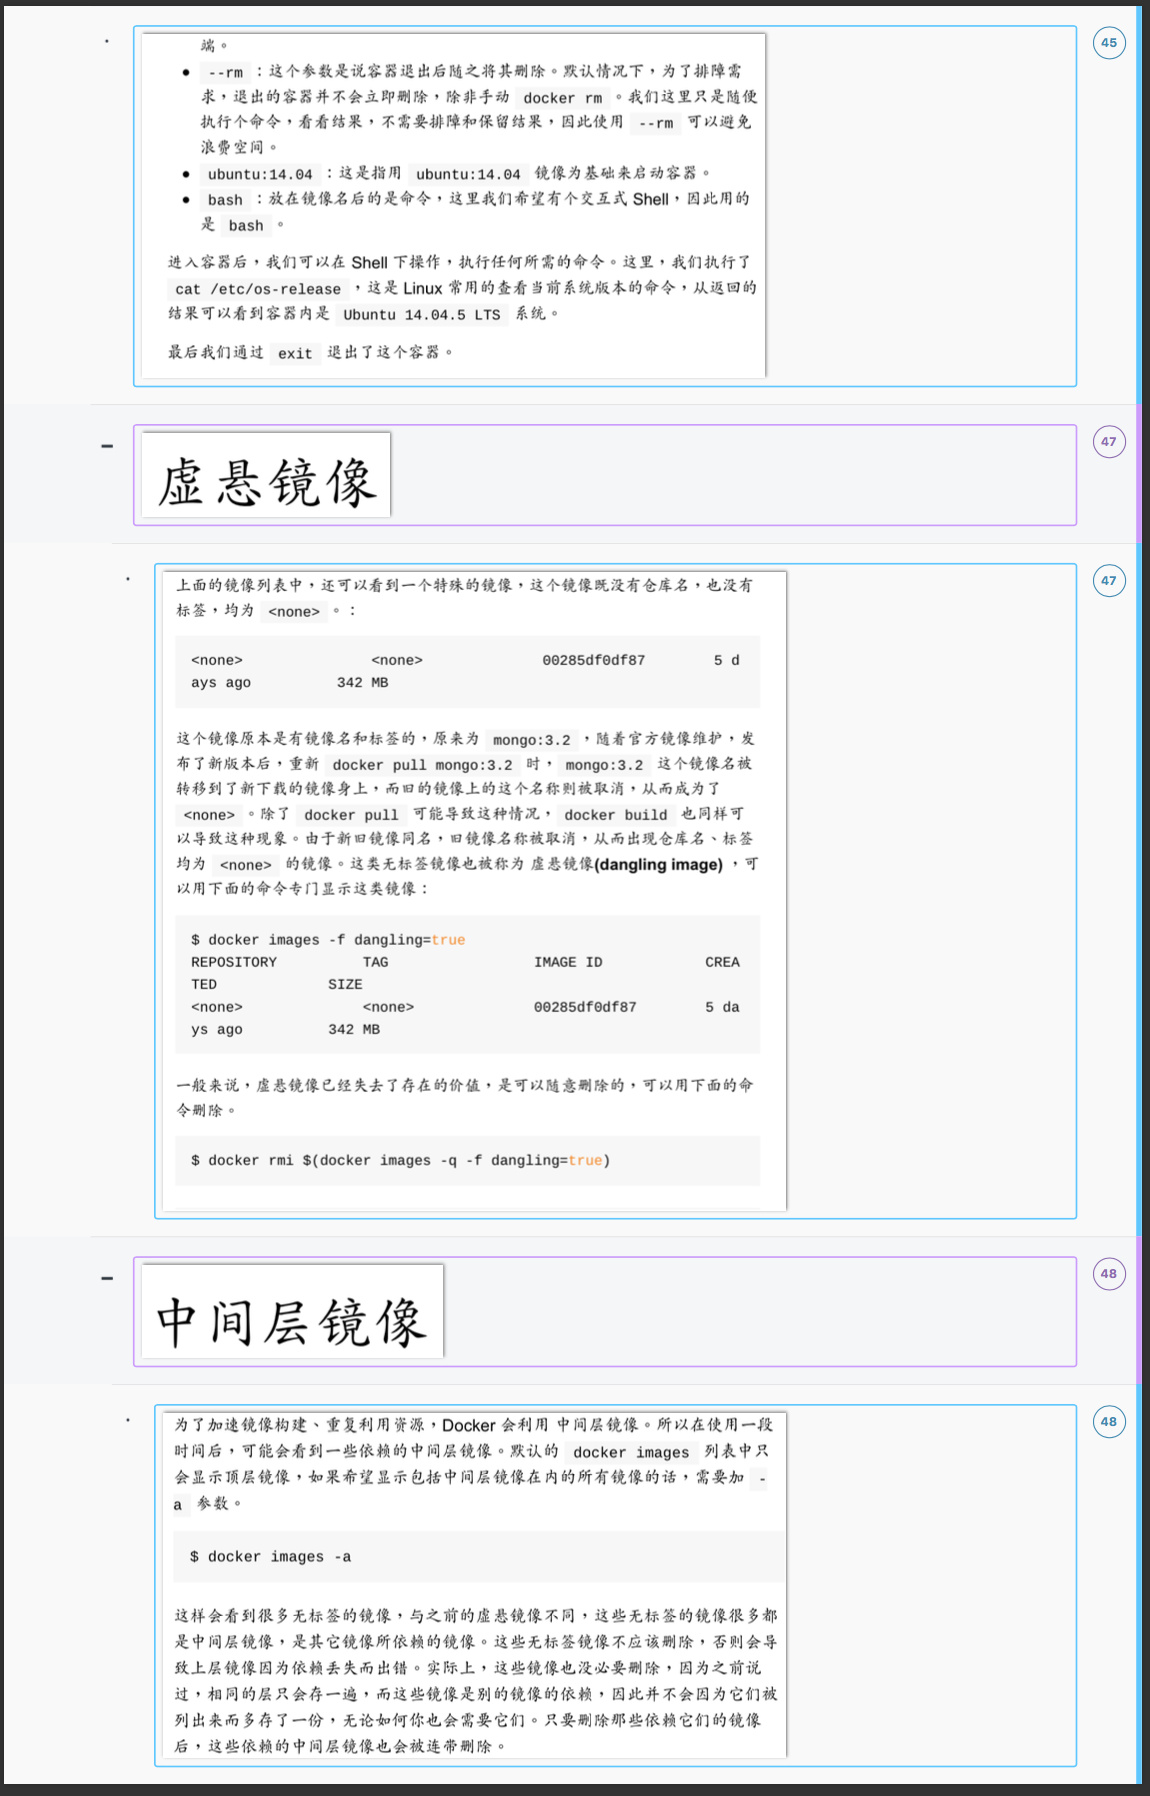 端。
45
● --rm ：这个参数是说容器退出后随之将其删除。默认情况下，为了排障需
求，退出的容器并不会立即删除，除非手动 docker rm 。我们这里只是随便
执行个命令，看看结果，不需要排障和保留结果，因此使用 --rm 可以避免
浪费空间。
● ubuntu:14.04 ：这是指用 ubuntu:14.04 镜像为基础来启动容器。
● bash ：放在镜像名后的是命令，这里我们希望有个交互式 Shell，因此用的
是 bash 。
进入容器后，我们可以在 Shell 下操作，执行任何所需的命令。这里，我们执行了
cat /etc/os-release ，这是 Linux 常用的查看当前系统版本的命令，从返回的
结果可以看到容器内是 Ubuntu 14.04.5 LTS 系统。
最后我们通过 exit 退出了这个容器。
虚悬镜像
47
上面的镜像列表中，还可以看到一个特殊的镜像，这个镜像既没有仓库名，也没有
47
标签，均为 <none> 。：
<none> <none> 00285df0df87 5 d
ays ago 342 MB
这个镜像原本是有镜像名和标签的，原来为 mongo:3.2 ，随着官方镜像维护，发
布了新版本后，重新 docker pull mongo:3.2 时， mongo:3.2 这个镜像名被
转移到了新下载的镜像身上，而旧的镜像上的这个名称则被取消，从而成为了
<none> 。除了 docker pull 可能导致这种情况， docker build 也同样可
以导致这种现象。由于新旧镜像同名，旧镜像名称被取消，从而出现仓库名、标签
均为 <none> 的镜像。这类无标签镜像也被称为 虚悬镜像(dangling image) ，可
以用下面的命令专门显示这类镜像：
$ docker images -f dangling=true
REPOSITORY TAG IMAGE ID CREA
TED SIZE
<none> <none> 00285df0df87 5 da
ys ago 342 MB
一般来说，虚悬镜像已经失去了存在的价值，是可以随意删除的，可以用下面的命
令删除。
$ docker rmi $(docker images -q -f dangling=true)
中间层镜像
48
为了加速镜像构建、重复利用资源，Docker 会利用 中间层镜像。所以在使用一段
48
时间后，可能会看到一些依赖的中间层镜像。默认的 docker images 列表中只
会显示顶层镜像，如果希望显示包括中间层镜像在内的所有镜像的话，需要加 -
a 参数。
$ docker images -a
这样会看到很多无标签的镜像，与之前的虚悬镜像不同，这些无标签的镜像很多都
是中间层镜像，是其它镜像所依赖的镜像。这些无标签镜像不应该删除，否则会导
致上层镜像因为依赖丢失而出错。实际上，这些镜像也没必要删除，因为之前说
过，相同的层只会存一遍，而这些镜像是别的镜像的依赖，因此并不会因为它们被
列出来而多存了一份，无论如何你也会需要它们。只要删除那些依赖它们的镜像
后，这些依赖的中间层镜像也会被连带删除。